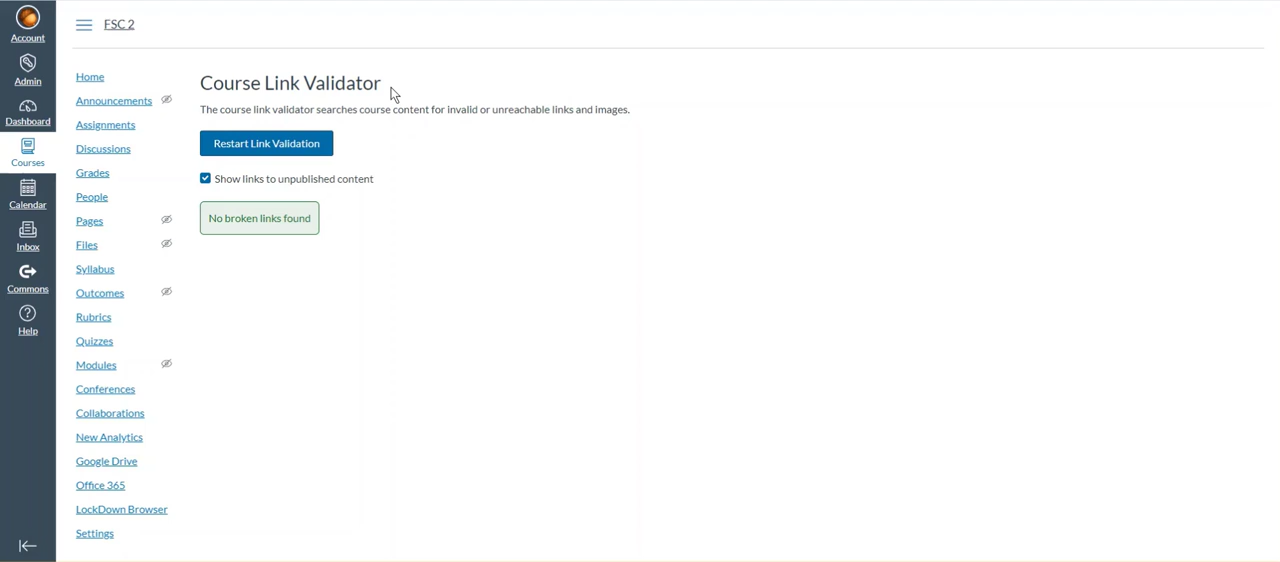 Account
Admin
Dashboard
Courses
Calendar
Inbox
Commons
Help
FSC 2
Home
Announcements
Assignments
Discussions
Grades
People
Pages
Files
Syllabus
Outcomes
Rubrics
Quizzes
Modules
Conferences
Collaborations
New Analytics
Google Drive
Office 365
LockDown Browser
Settings
Course Link Validator
The course link validator searches course content for invalid or unreachable links and images.
Restart Link Validation
Show links to unpublished content
No broken links found